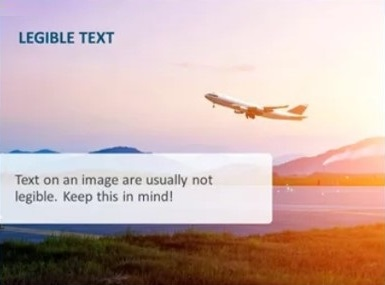 LEGIBLE TEXT
Text on an image are usually not
legible. Keep this in mind!